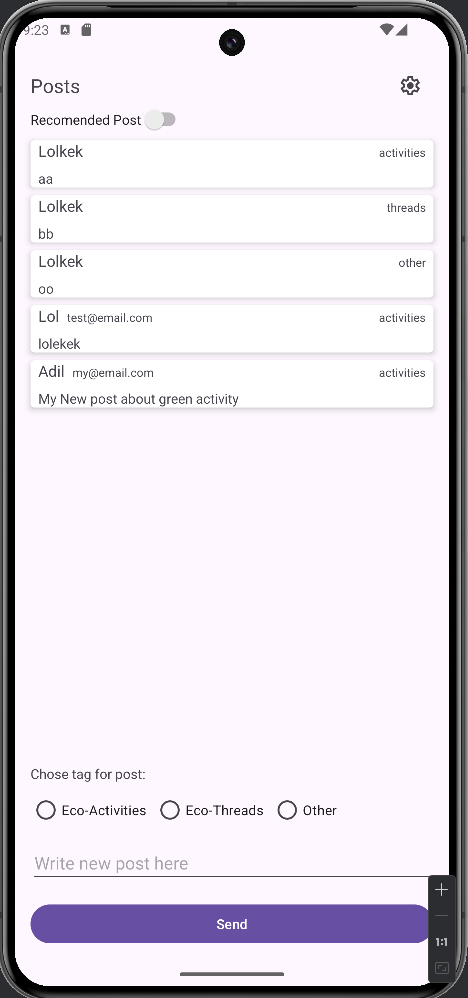 9:23
Posts
Recomended Post
Lolkek activities
aa
Lolkek threads
bb
Lolkek other
oo
Lol test@email.com activities
lolekek
Adil my@email.com activities
My New post about green activity
Chose tag for post:
Eco-Activities Eco-Threads Other
Write new post here
Send
1:1